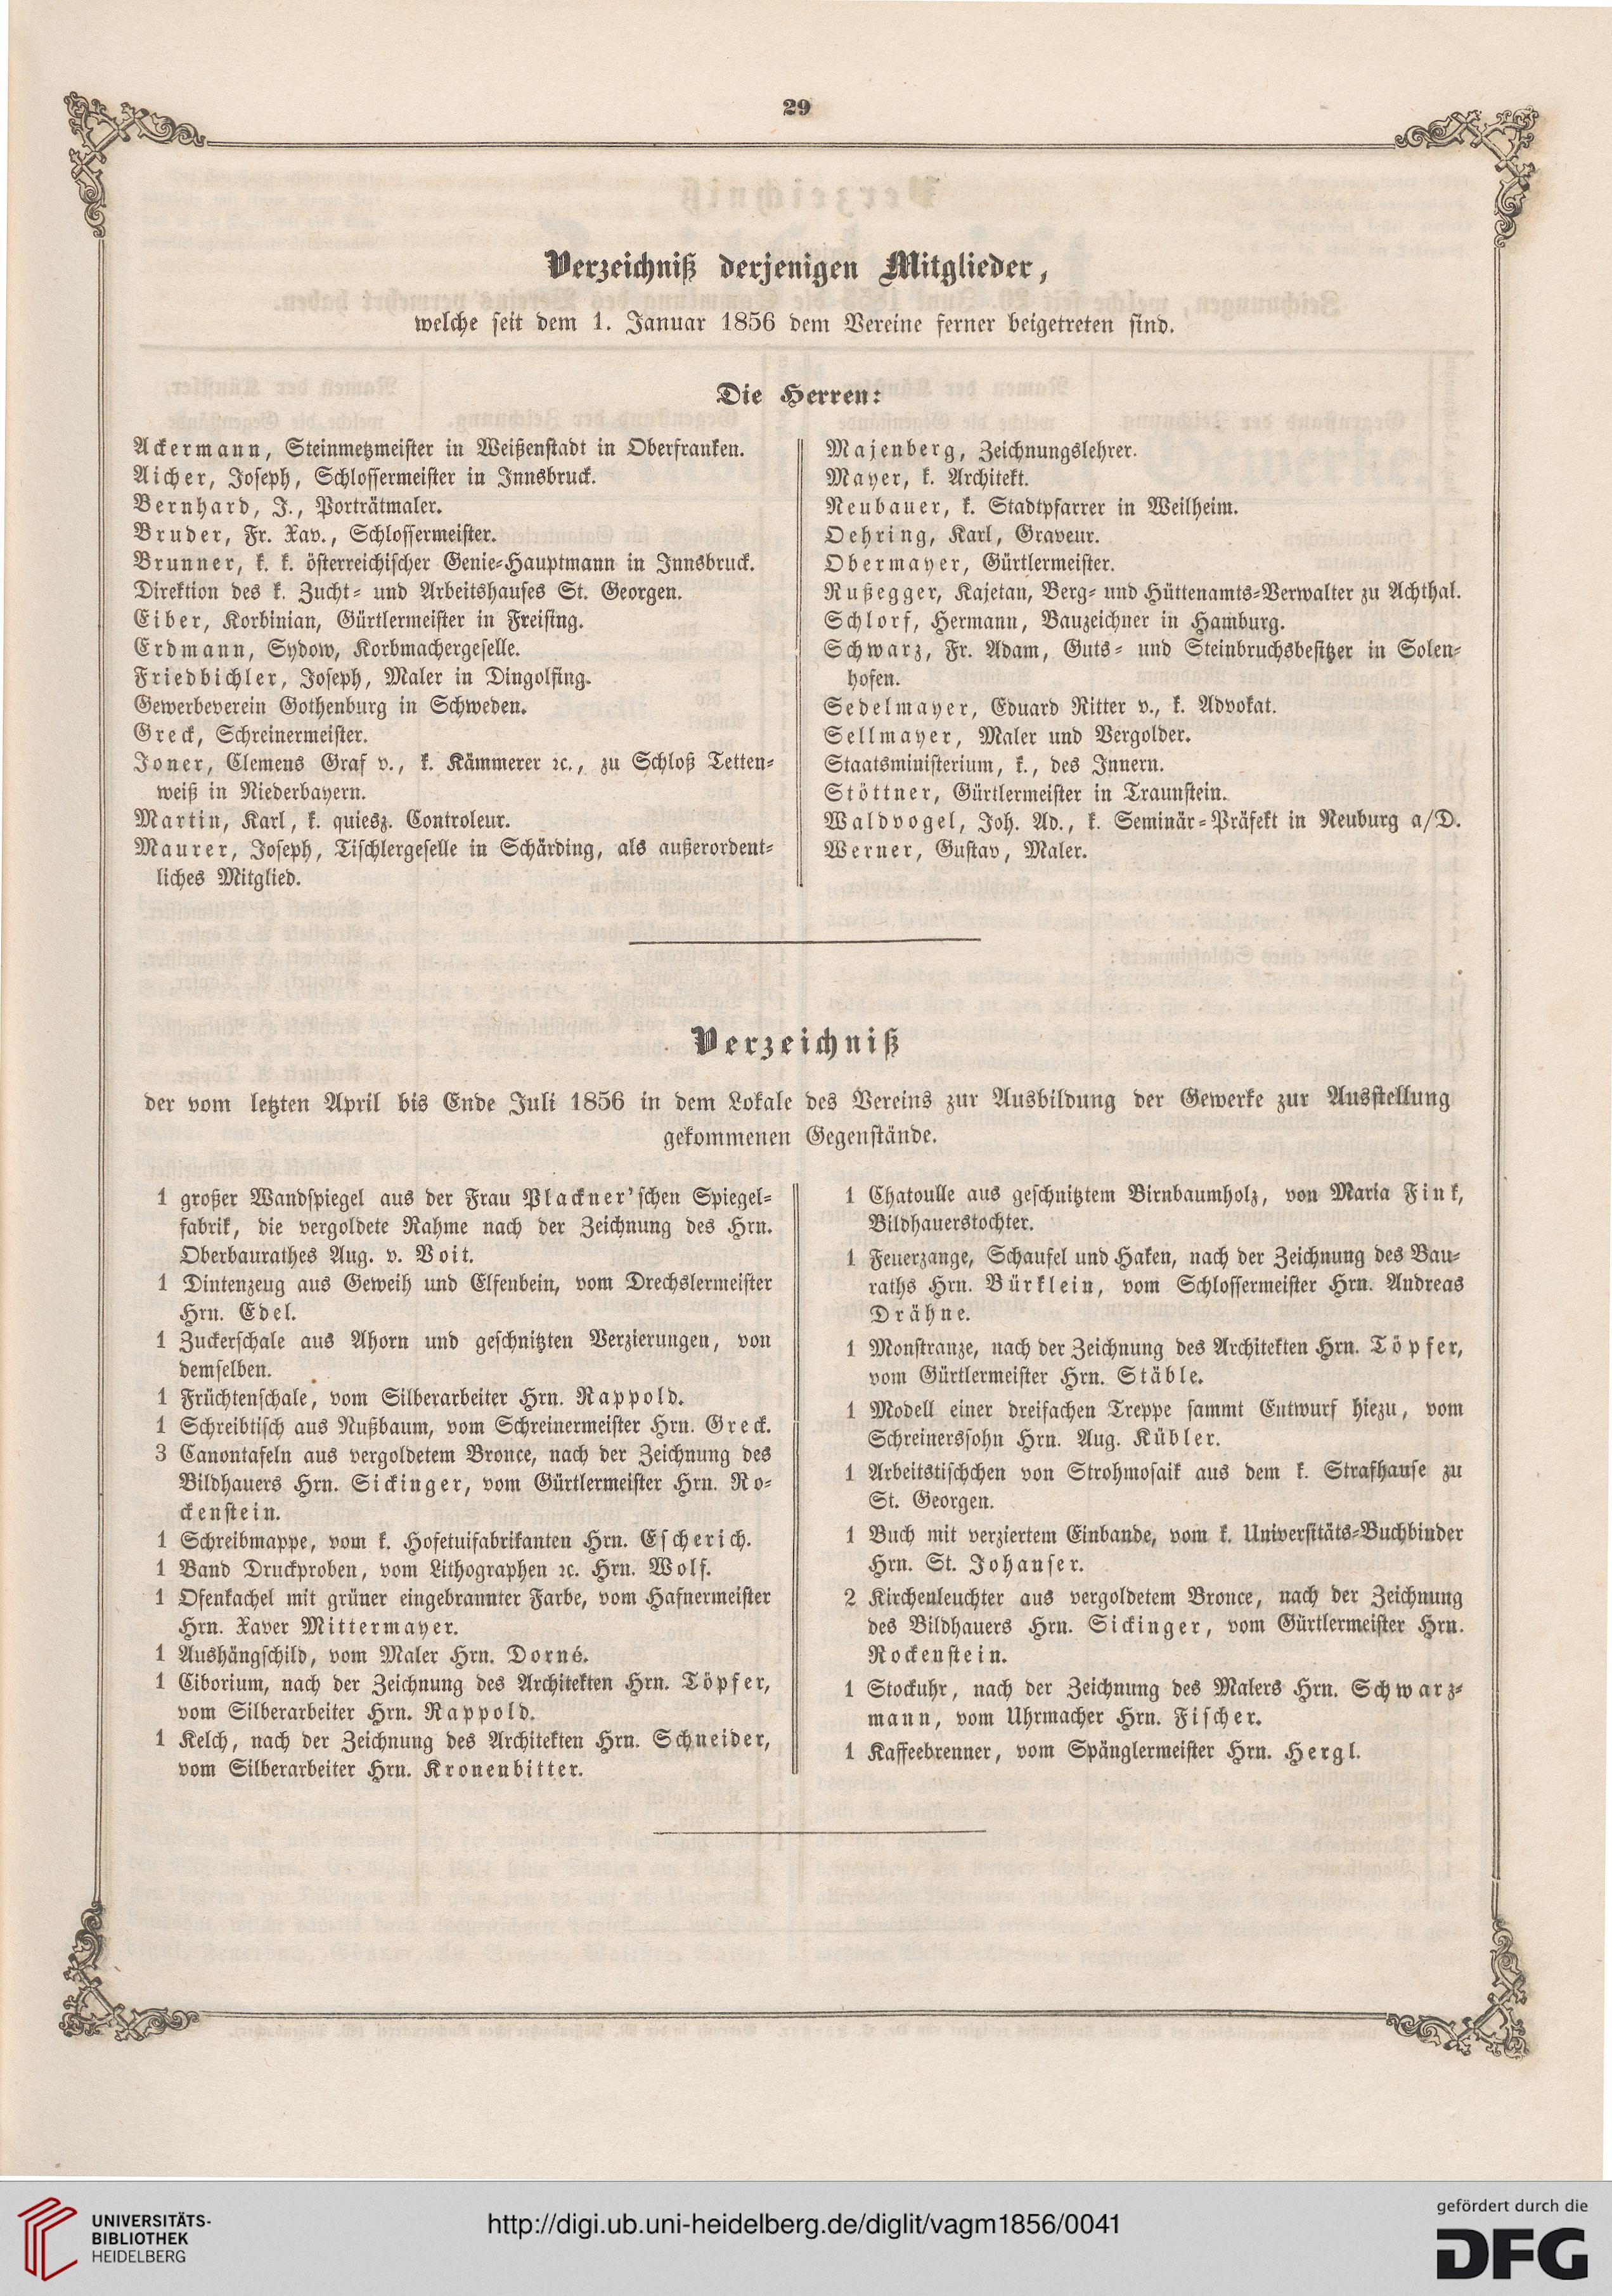 29
Verzeichniß derjenigen Mitglieder,
welche seit dem 1. Januar 1856 dem Vereine ferner beigetreten sind.
Die Herren:
Ackermann, Steinmetzmeister in Weißenstadt in Oberfranken.
Aicher, Joseph, Schlossermeister in Innsbruck.
Bernhard, J., Porträtmaler.
Bruder, Fr. Xav., Schlossermeister.
Brunner, k. k. österreichischer Genie-Hauptmann in Innsbruck.
Direktion des k. Zucht- und Arbeitshauses St. Georgen.
Eiber, Korbinian, Gürtlermeister in Freising.
Erdmann, Sydow, Korbmachergeselle.
Friedbichler, Joseph, Maler in Dingolfing.
Gewerbeverein Gothenburg in Schweden.
Greck, Schreinermeister.
Joner, Clemens Graf v., k. Kämmerer ꝛc., zu Schloß Tetten-
weiß in Niederbayern.
Martin, Karl, k. quiesz. Controleur.
Maurer, Joseph, Tischlergeselle in Schärding, als außerordent-
liches Mitglied.
Majenberg, Zeichnungslehrer.
Mayer, k. Architekt.
Neubauer, k. Stadtpfarrer in Weilheim.
Oehring, Karl, Graveur.
Obermayer, Gürtlermeister.
Rußegger, Kajetan, Berg- und Hüttenamts-Verwalter zu Achthal.
Schlorf, Hermann, Bauzeichner in Hamburg.
Schwarz, Fr. Adam, Guts- und Steinbruchsbesitzer in Solen-
hofen.
Sedelmayer, Eduard Ritter v., k. Advokat.
Sellmayer, Maler und Vergolder.
Staatsministerium, k., des Innern.
Stöttner, Gürtlermeister in Traunstein.
Waldvogel, Joh. Ad., k. Seminär-Präfekt in Neuburg a/D.
Werner, Gustav, Maler.
Verzeichniß
der vom letzten April bis Ende Juli 1856 in dem Lokale des Vereins zur Ausbildung der Gewerke zur Ausstellung
gekommenen Gegenstände.
1 großer Wandspiegel aus der Frau Plackner'schen Spiegel-
fabrik, die vergoldete Rahme nach der Zeichnung des Hrn.
Oberbaurathes Aug. v. Voit.
1 Dintenzeug aus Geweih und Elfenbein, vom Drechslermeister
Hrn. Edel.
1 Zuckerschale aus Ahorn und geschnitzten Verzierungen, von
demselben.
1 Früchtenschale, vom Silberarbeiter Hrn. Rappold.
1 Schreibtisch aus Nußbaum, vom Schreinermeister Hrn. Greck.
3 Canontafeln aus vergoldetem Bronce, nach der Zeichnung des
Bildhauers Hrn. Sickinger, vom Gürtlermeister Hrn. Ro-
ckenstein.
1 Schreibmappe, vom k. Hofetuifabrikanten Hrn. Escherich.
1 Band Druckproben, vom Lithographen ꝛc. Hrn. Wolf.
1 Ofenkachel mit grüner eingebrannter Farbe, vom Hafnermeister
Hrn. Xaver Mittermayer.
1 Aushängschild, vom Maler Hrn. Dorné.
1 Ciborium, nach der Zeichnung des Architekten Hrn. Töpfer,
vom Silberarbeiter Hrn. Rappold.
1 Kelch, nach der Zeichnung des Architekten Hrn. Schneider,
vom Silberarbeiter Hrn. Kronenbitter.
1 Chatoulle aus geschnitztem Birnbaumholz, von Maria Fink,
Bildhauerstochter.
1 Feuerzange, Schaufel und Haken, nach der Zeichnung des Bau-
raths Hrn. Bürklein, vom Schlossermeister Hrn. Andreas
Drähne.
1 Monstranze, nach der Zeichnung des Architekten Hrn. Töpfer,
vom Gürtlermeister Hrn. Stäble.
1 Modell einer dreifachen Treppe sammt Entwurf hiezu, vom
Schreinerssohn Hrn. Aug. Kübler.
1 Arbeitstischchen von Strohmosaik aus dem k. Strafhause zu
St. Georgen.
1 Buch mit verziertem Einbande, vom k. Universitäts-Buchbinder
Hrn. St. Johanser.
2 Kirchenleuchter aus vergoldetem Bronce, nach der Zeichnung
des Bildhauers Hrn. Sickinger, vom Gürtlermeister Hrn.
Rockenstein.
1 Stockuhr, nach der Zeichnung des Malers Hrn. Schwarz-
mann, vom Uhrmacher Hrn. Fischer.
1 Kaffeebrenner, vom Spänglermeister Hrn. Hergl.
UNIVERSITÄTS-
BIBLIOTHEK
HEIDELBERG
http://digi.ub.uni-heidelberg.de/diglit/vagm1856/0041
gefördert durch die
DFG